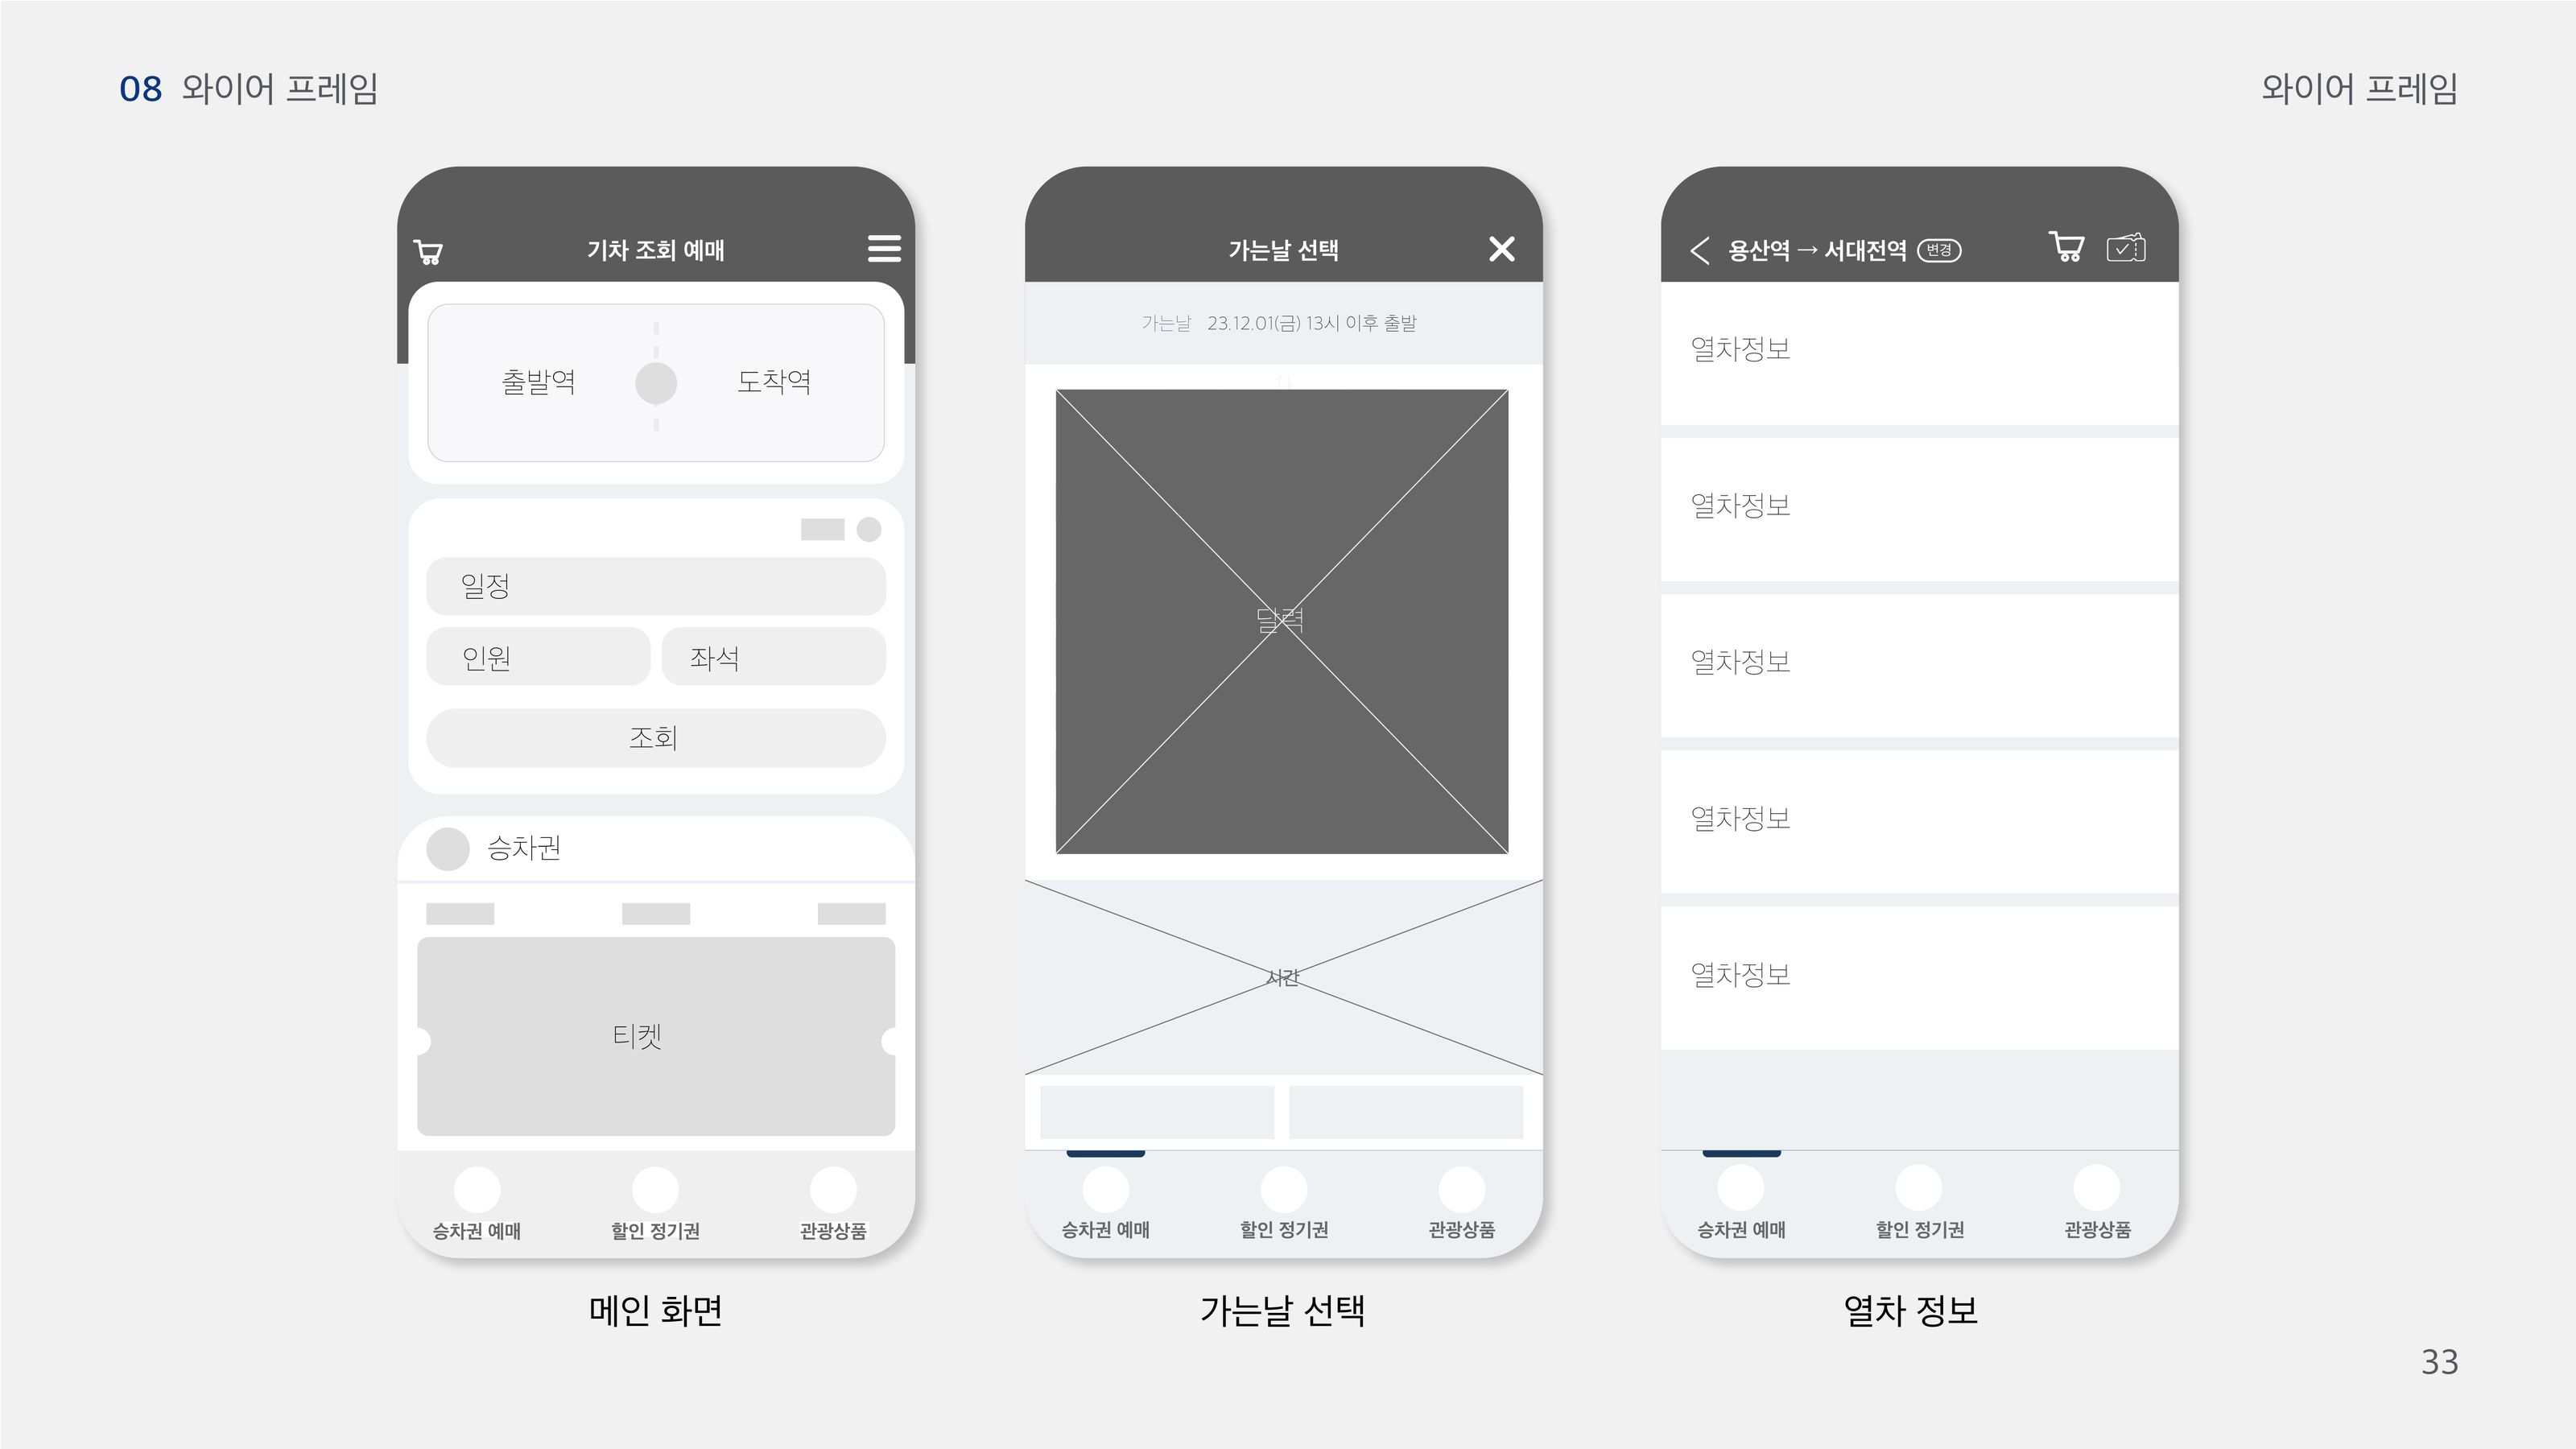 08 와이어 프레임
와이어 프레임
기차 조회 예매
출발역
도착역
일정
인원
좌석
조회
승차권
티켓
승차권 예매
할인 정기권
관광상품
메인 화면
가는날 선택
가는날 23.12.01(금) 13시 이후 출발
달력
시간
승차권 예매
할인 정기권
관광상품
가는날 선택
용산역 → 서대전역 변경
열차정보
열차정보
열차정보
열차정보
열차정보
승차권 예매
할인 정기권
관광상품
열차 정보
33